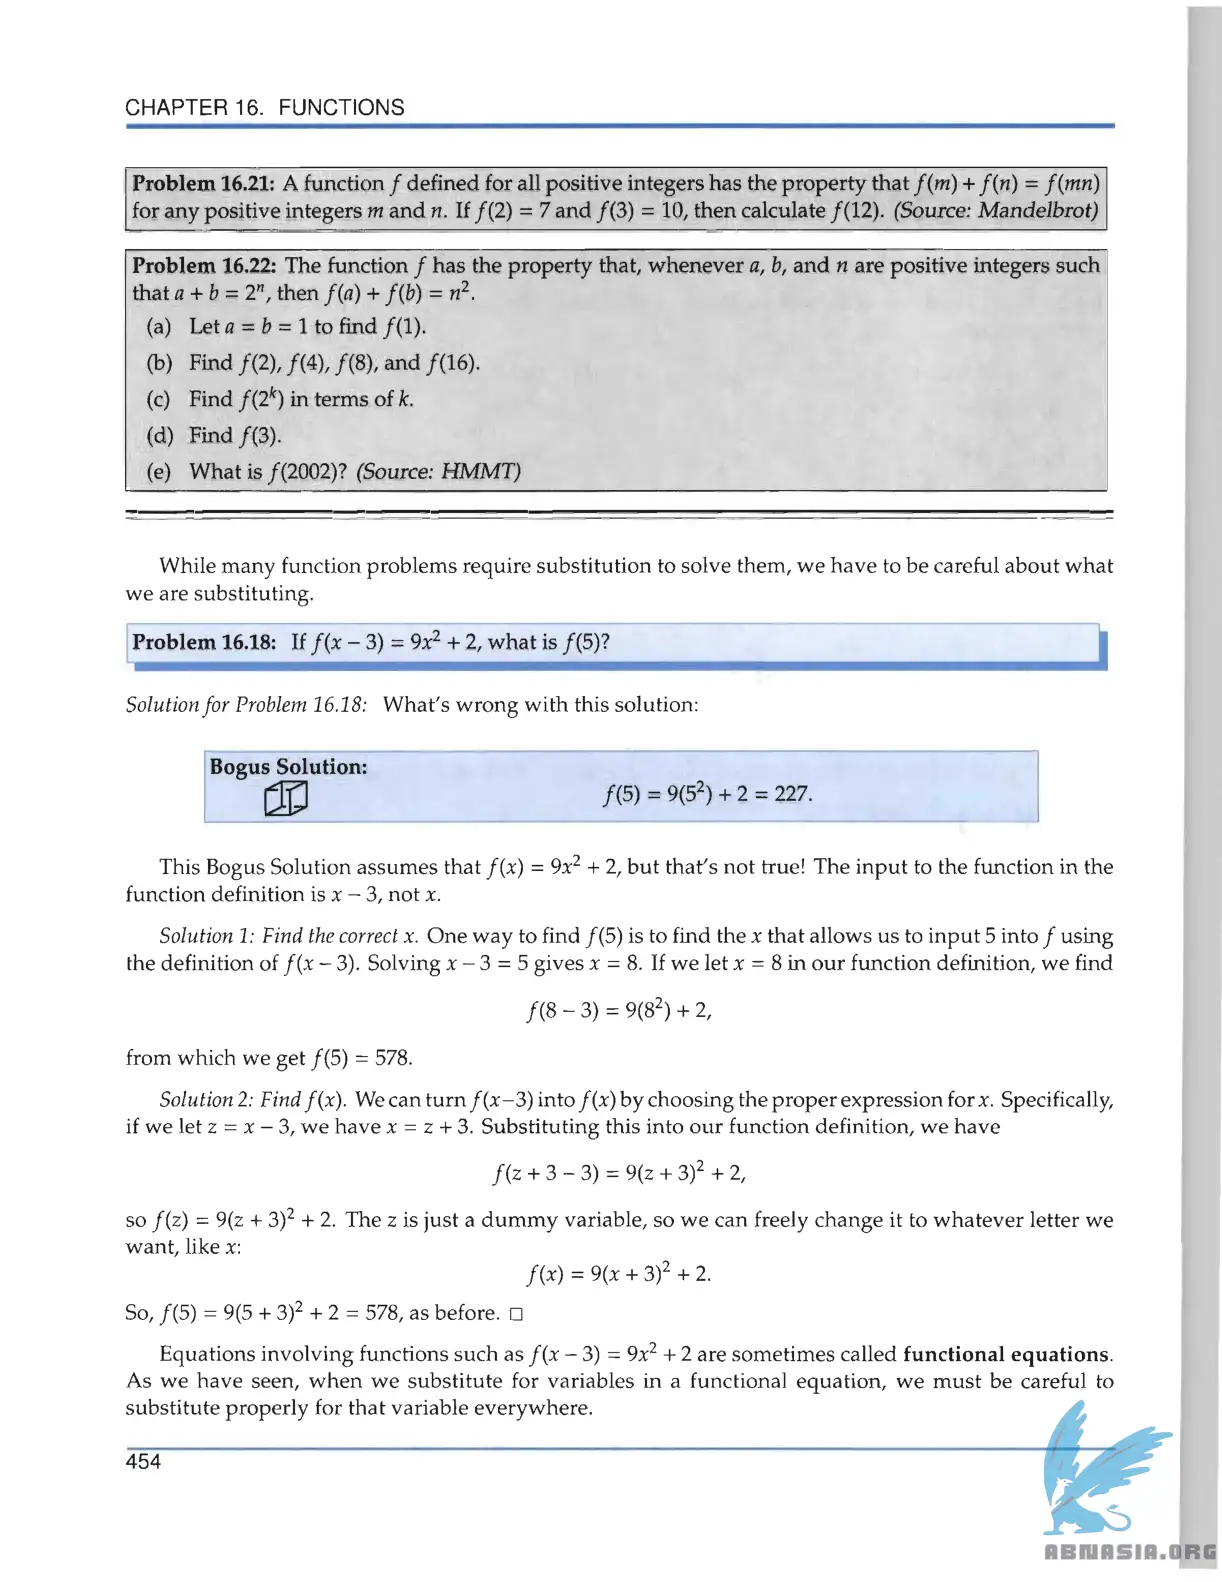 CHAPTER 16. FUNCTIONS
Problem 16.21: A function f defined for all positive integers has the property that f(m) + f(n) = f(mn)
for any positive integers m and n. If f(2) = 7 and f(3) = 10, then calculate f(12). (Source: Mandelbrot)
Problem 16.22: The function f has the property that, whenever a, b, and n are positive integers such
that a + b = 2ⁿ, then f(a) + f(b) = n².
(a) Let a = b = 1 to find f(1).
(b) Find f(2), f(4), f(8), and f(16).
(c) Find f(2ᵏ) in terms of k.
(d) Find f(3).
(e) What is f(2002)? (Source: HMMT)
While many function problems require substitution to solve them, we have to be careful about what
we are substituting.
Problem 16.18: If f(x − 3) = 9x² + 2, what is f(5)?
Solution for Problem 16.18: What's wrong with this solution:
Bogus Solution:
f(5) = 9(5²) + 2 = 227.
This Bogus Solution assumes that f(x) = 9x² + 2, but that's not true! The input to the function in the
function definition is x − 3, not x.
Solution 1: Find the correct x. One way to find f(5) is to find the x that allows us to input 5 into f using
the definition of f(x − 3). Solving x − 3 = 5 gives x = 8. If we let x = 8 in our function definition, we find
f(8 − 3) = 9(8²) + 2,
from which we get f(5) = 578.
Solution 2: Find f(x). We can turn f(x−3) into f(x) by choosing the proper expression for x. Specifically,
if we let z = x − 3, we have x = z + 3. Substituting this into our function definition, we have
f(z + 3 − 3) = 9(z + 3)² + 2,
so f(z) = 9(z + 3)² + 2. The z is just a dummy variable, so we can freely change it to whatever letter we
want, like x:
f(x) = 9(x + 3)² + 2.
So, f(5) = 9(5 + 3)² + 2 = 578, as before. □
Equations involving functions such as f(x − 3) = 9x² + 2 are sometimes called functional equations.
As we have seen, when we substitute for variables in a functional equation, we must be careful to
substitute properly for that variable everywhere.
454
ABNASIA.ORG